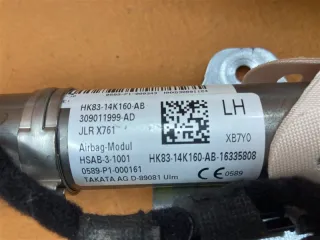 HK83-14K160-AB
309011999-AD
JLR X761
LH
XB7Y0
Airbag-Modul
HSAB-3-1001
HK83-14K160-AB-16335808
0589-P1-000161
CE 0589
TAKATA AG D-89081 Ulm